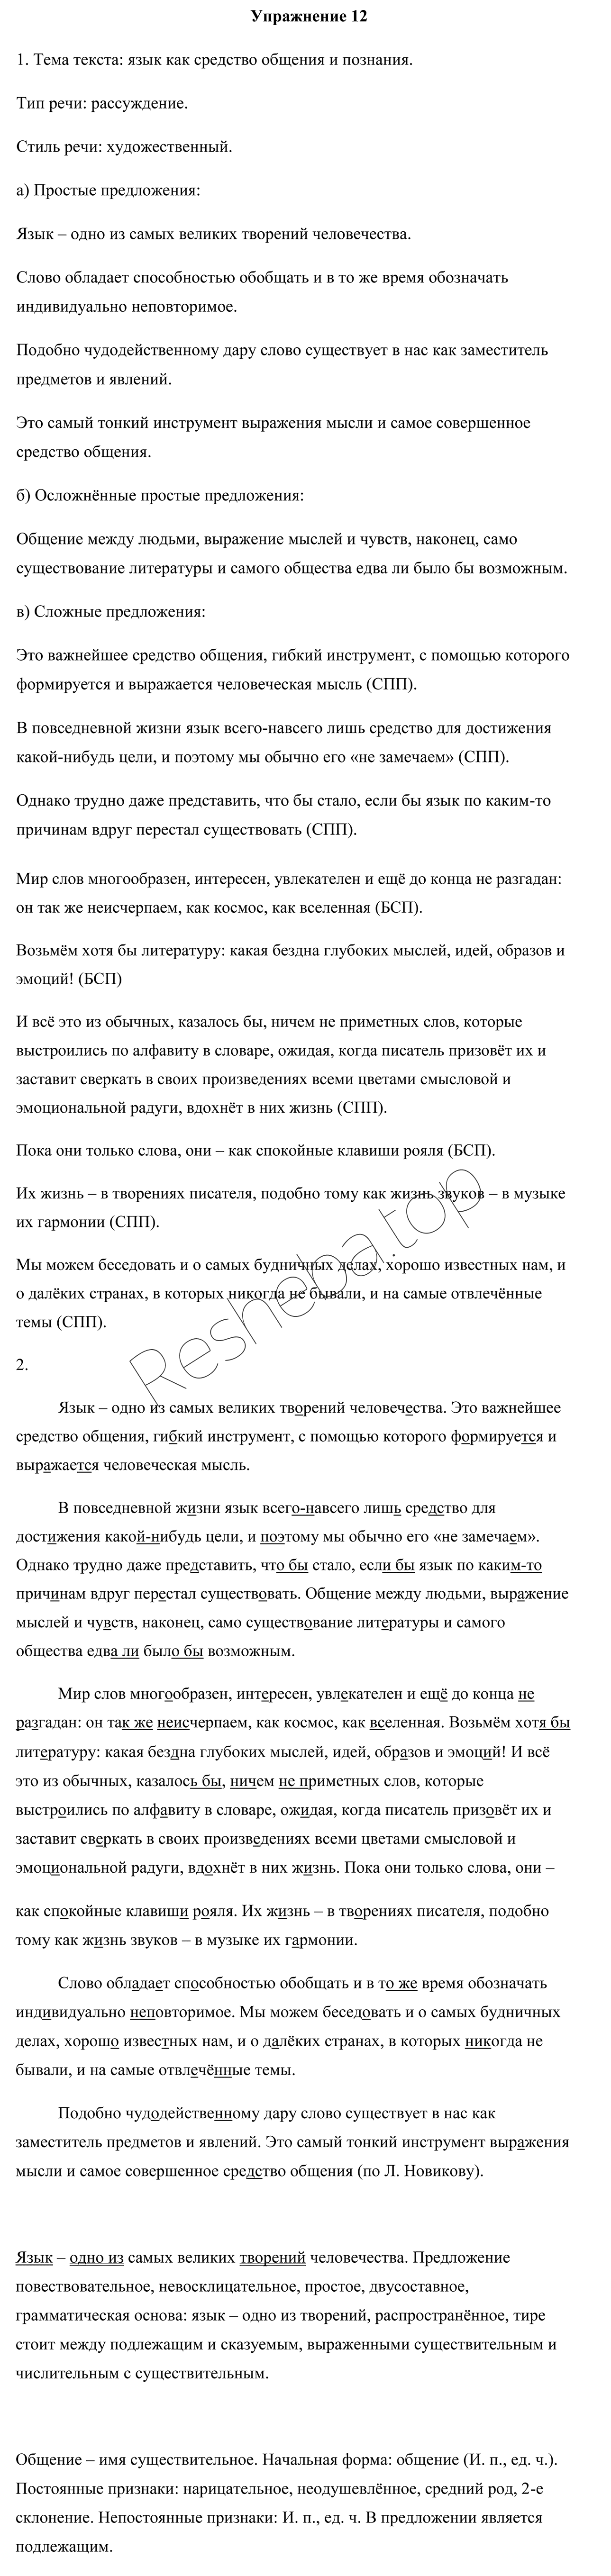 Упражнение 12
1. Тема текста: язык как средство общения и познания.
Тип речи: рассуждение.
Стиль речи: художественный.
а) Простые предложения:
Язык – одно из самых великих творений человечества.
Слово обладает способностью обобщать и в то же время обозначать
индивидуально неповторимое.
Подобно чудодейственному дару слово существует в нас как заместитель
предметов и явлений.
Это самый тонкий инструмент выражения мысли и самое совершенное
средство общения.
б) Осложнённые простые предложения:
Общение между людьми, выражение мыслей и чувств, наконец, само
существование литературы и самого общества едва ли было бы возможным.
в) Сложные предложения:
Это важнейшее средство общения, гибкий инструмент, с помощью которого
формируется и выражается человеческая мысль (СПП).
В повседневной жизни язык всего-навсего лишь средство для достижения
какой-нибудь цели, и поэтому мы обычно его «не замечаем» (СПП).
Однако трудно даже представить, что бы стало, если бы язык по каким-то
причинам вдруг перестал существовать (СПП).
Мир слов многообразен, интересен, увлекателен и ещё до конца не разгадан:
он так же неисчерпаем, как космос, как вселенная (БСП).
Возьмём хотя бы литературу: какая бездна глубоких мыслей, идей, образов и
эмоций! (БСП)
И всё это из обычных, казалось бы, ничем не приметных слов, которые
выстроились по алфавиту в словаре, ожидая, когда писатель призовёт их и
заставит сверкать в своих произведениях всеми цветами смысловой и
эмоциональной радуги, вдохнёт в них жизнь (СПП).
Пока они только слова, они – как спокойные клавиши рояля (БСП).
Их жизнь – в творениях писателя, подобно тому как жизнь звуков – в музыке
их гармонии (СПП).
Мы можем беседовать и о самых будничных делах, хорошо известных нам, и
о далёких странах, в которых никогда не бывали, и на самые отвлечённые
темы (СПП).
Resheba.top
2.
Язык – одно из самых великих творений человечества. Это важнейшее
средство общения, гибкий инструмент, с помощью которого формируется и
выражается человеческая мысль.
В повседневной жизни язык всего-навсего лишь средство для
достижения какой-нибудь цели, и поэтому мы обычно его «не замечаем».
Однако трудно даже представить, что бы стало, если бы язык по каким-то
причинам вдруг перестал существовать. Общение между людьми, выражение
мыслей и чувств, наконец, само существование литературы и самого
общества едва ли было бы возможным.
Мир слов многообразен, интересен, увлекателен и ещё до конца не
разгадан: он так же неисчерпаем, как космос, как вселенная. Возьмём хотя бы
литературу: какая бездна глубоких мыслей, идей, образов и эмоций! И всё
это из обычных, казалось бы, ничем не приметных слов, которые
выстроились по алфавиту в словаре, ожидая, когда писатель призовёт их и
заставит сверкать в своих произведениях всеми цветами смысловой и
эмоциональной радуги, вдохнёт в них жизнь. Пока они только слова, они –
как спокойные клавиши рояля. Их жизнь – в творениях писателя, подобно
тому как жизнь звуков – в музыке их гармонии.
Слово обладает способностью обобщать и в то же время обозначать
индивидуально неповторимое. Мы можем беседовать и о самых будничных
делах, хорошо известных нам, и о далёких странах, в которых никогда не
бывали, и на самые отвлечённые темы.
Подобно чудодейственному дару слово существует в нас как
заместитель предметов и явлений. Это самый тонкий инструмент выражения
мысли и самое совершенное средство общения (по Л. Новикову).
Язык – одно из самых великих творений человечества. Предложение
повествовательное, невосклицательное, простое, двусоставное,
грамматическая основа: язык – одно из творений, распространённое, тире
стоит между подлежащим и сказуемым, выраженными существительным и
числительным с существительным.
Общение – имя существительное. Начальная форма: общение (И. п., ед. ч.).
Постоянные признаки: нарицательное, неодушевлённое, средний род, 2-е
склонение. Непостоянные признаки: И. п., ед. ч. В предложении является
подлежащим.